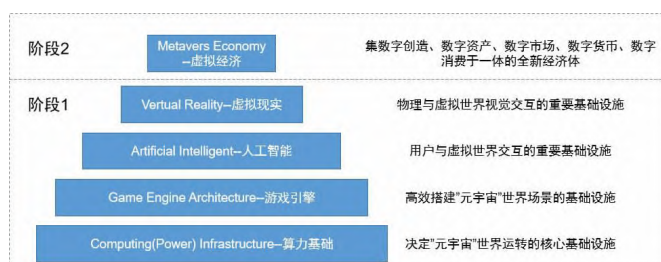 阶段2
Metavers Economy
--虚拟经济
集数字创造、数字资产、数字市场、数字货币、数字
消费于一体的全新经济体
阶段1
Vertual Reality--虚拟现实
物理与虚拟世界视觉交互的重要基础设施
Artificial Intelligent--人工智能
用户与虚拟世界交互的重要基础设施
Game Engine Architecture--游戏引擎
高效搭建"元宇宙"世界场景的基础设施
Computing(Power) Infrastructure--算力基础
决定"元宇宙"世界运转的核心基础设施